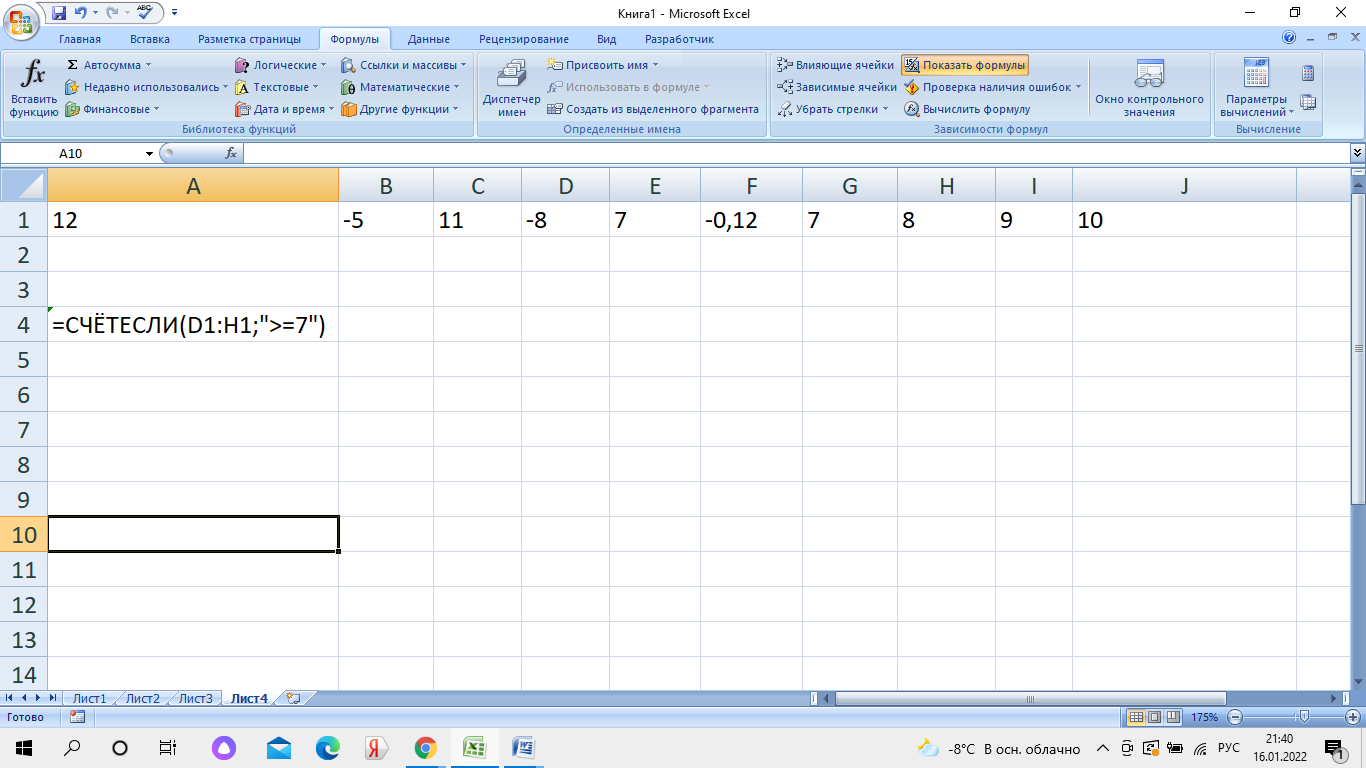 Книга1 - Microsoft Excel
Главная Вставка Разметка страницы Формулы Данные Рецензирование Вид Разработчик
fx Вставить функцию
Σ Автосумма
Недавно использовались
Финансовые
Логические
Текстовые
Дата и время
Ссылки и массивы
Математические
Другие функции
Библиотека функций
Диспетчер имен
Присвоить имя
Использовать в формуле
Создать из выделенного фрагмента
Определенные имена
Влияющие ячейки
Зависимые ячейки
Убрать стрелки
Показать формулы
Проверка наличия ошибок
Вычислить формулу
Окно контрольного значения
Зависимости формул
Параметры вычислений
Вычисление
A10 fx
A B C D E F G H I J
1 12 -5 11 -8 7 -0,12 7 8 9 10
2
3
4 =СЧЁТЕСЛИ(D1:H1;">=7")
5
6
7
8
9
10
11
12
13
14
Лист1 Лист2 Лист3 Лист4
Готово 175%
-8°C В осн. облачно РУС 21:40
16.01.2022 1